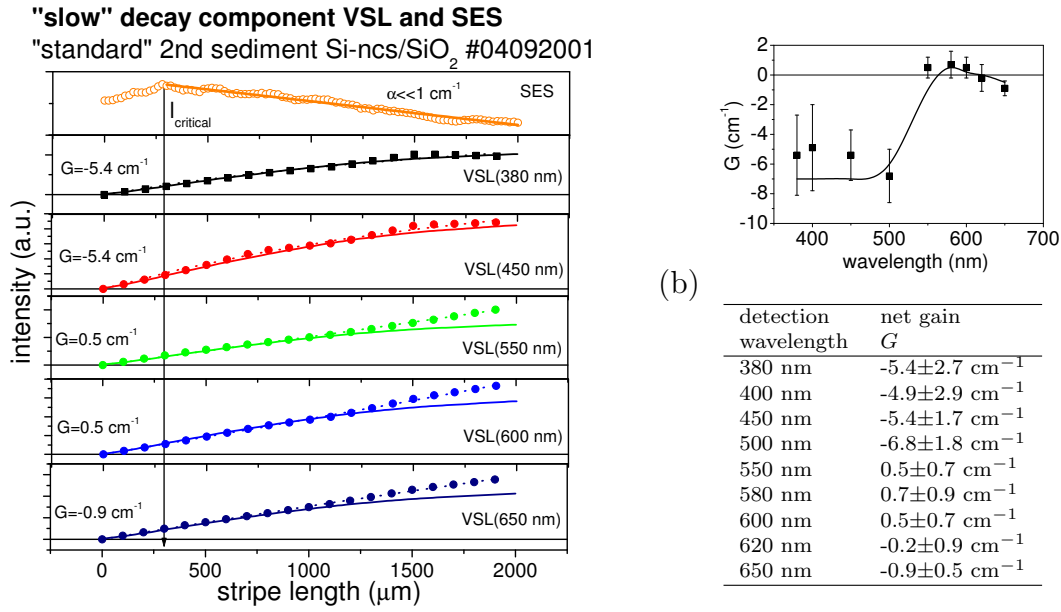 "slow" decay component VSL and SES
"standard" 2nd sediment Si-ncs/SiO2 #04092001
α<<1 cm-1
SES
lcritical
G=-5.4 cm-1
VSL(380 nm)
G=-5.4 cm-1
VSL(450 nm)
G=0.5 cm-1
VSL(550 nm)
G=0.5 cm-1
VSL(600 nm)
G=-0.9 cm-1
VSL(650 nm)
intensity (a.u.)
0 500 1000 1500 2000
stripe length (μm)
2
0
-2
-4
-6
-8
-10
G (cm-1)
400 500 600 700
wavelength (nm)
(b)
detection net gain
wavelength G
380 nm -5.4±2.7 cm−1
400 nm -4.9±2.9 cm−1
450 nm -5.4±1.7 cm−1
500 nm -6.8±1.8 cm−1
550 nm 0.5±0.7 cm−1
580 nm 0.7±0.9 cm−1
600 nm 0.5±0.7 cm−1
620 nm -0.2±0.9 cm−1
650 nm -0.9±0.5 cm−1